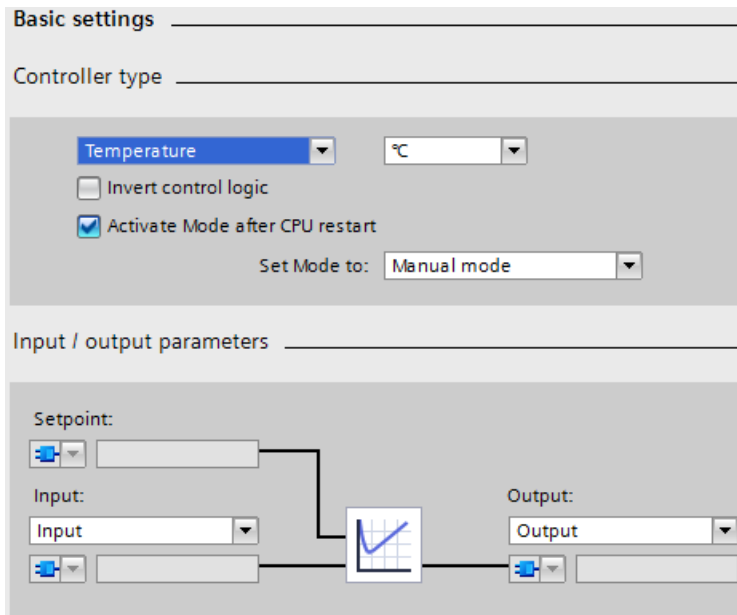 Basic settings
Controller type
Temperature ℃
Invert control logic
Activate Mode after CPU restart
Set Mode to: Manual mode
Input / output parameters
Setpoint:
Input: Output:
Input Output